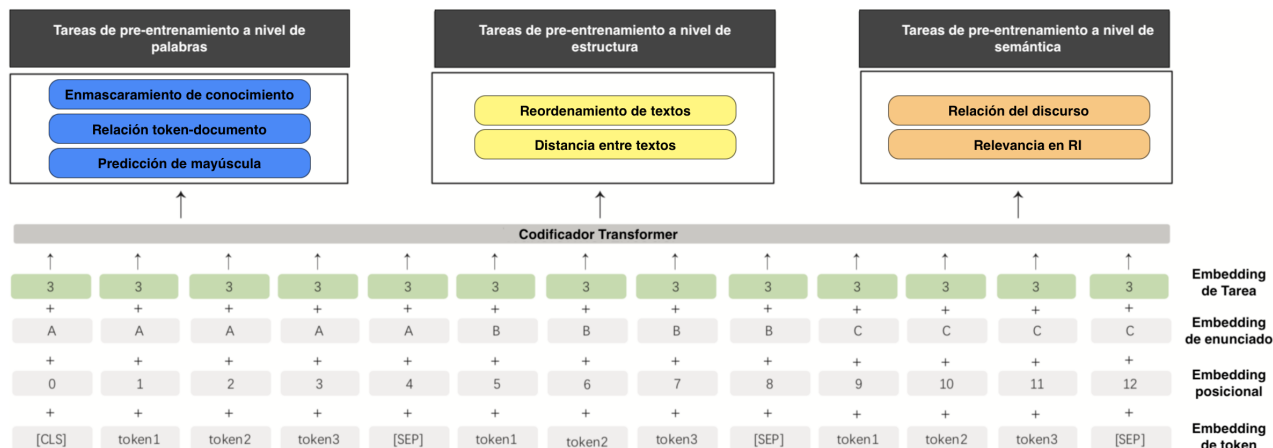 Tareas de pre-entrenamiento a nivel de
palabras
Tareas de pre-entrenamiento a nivel de
estructura
Tareas de pre-entrenamiento a nivel de
semántica
Enmascaramiento de conocimiento
Relación token-documento
Predicción de mayúscula
Reordenamiento de textos
Distancia entre textos
Relación del discurso
Relevancia en RI
Codificador Transformer
3 3 3 3 3 3 3 3 3 3 3 3 3
Embedding
de Tarea
+ + + + + + + + + + + + +
A A A A A B B B B C C C C
Embedding
de enunciado
+ + + + + + + + + + + + +
0 1 2 3 4 5 6 7 8 9 10 11 12
Embedding
posicional
+ + + + + + + + + + + + +
[CLS] token1 token2 token3 [SEP] token1 token2 token3 [SEP] token1 token2 token3 [SEP]
Embedding
de token